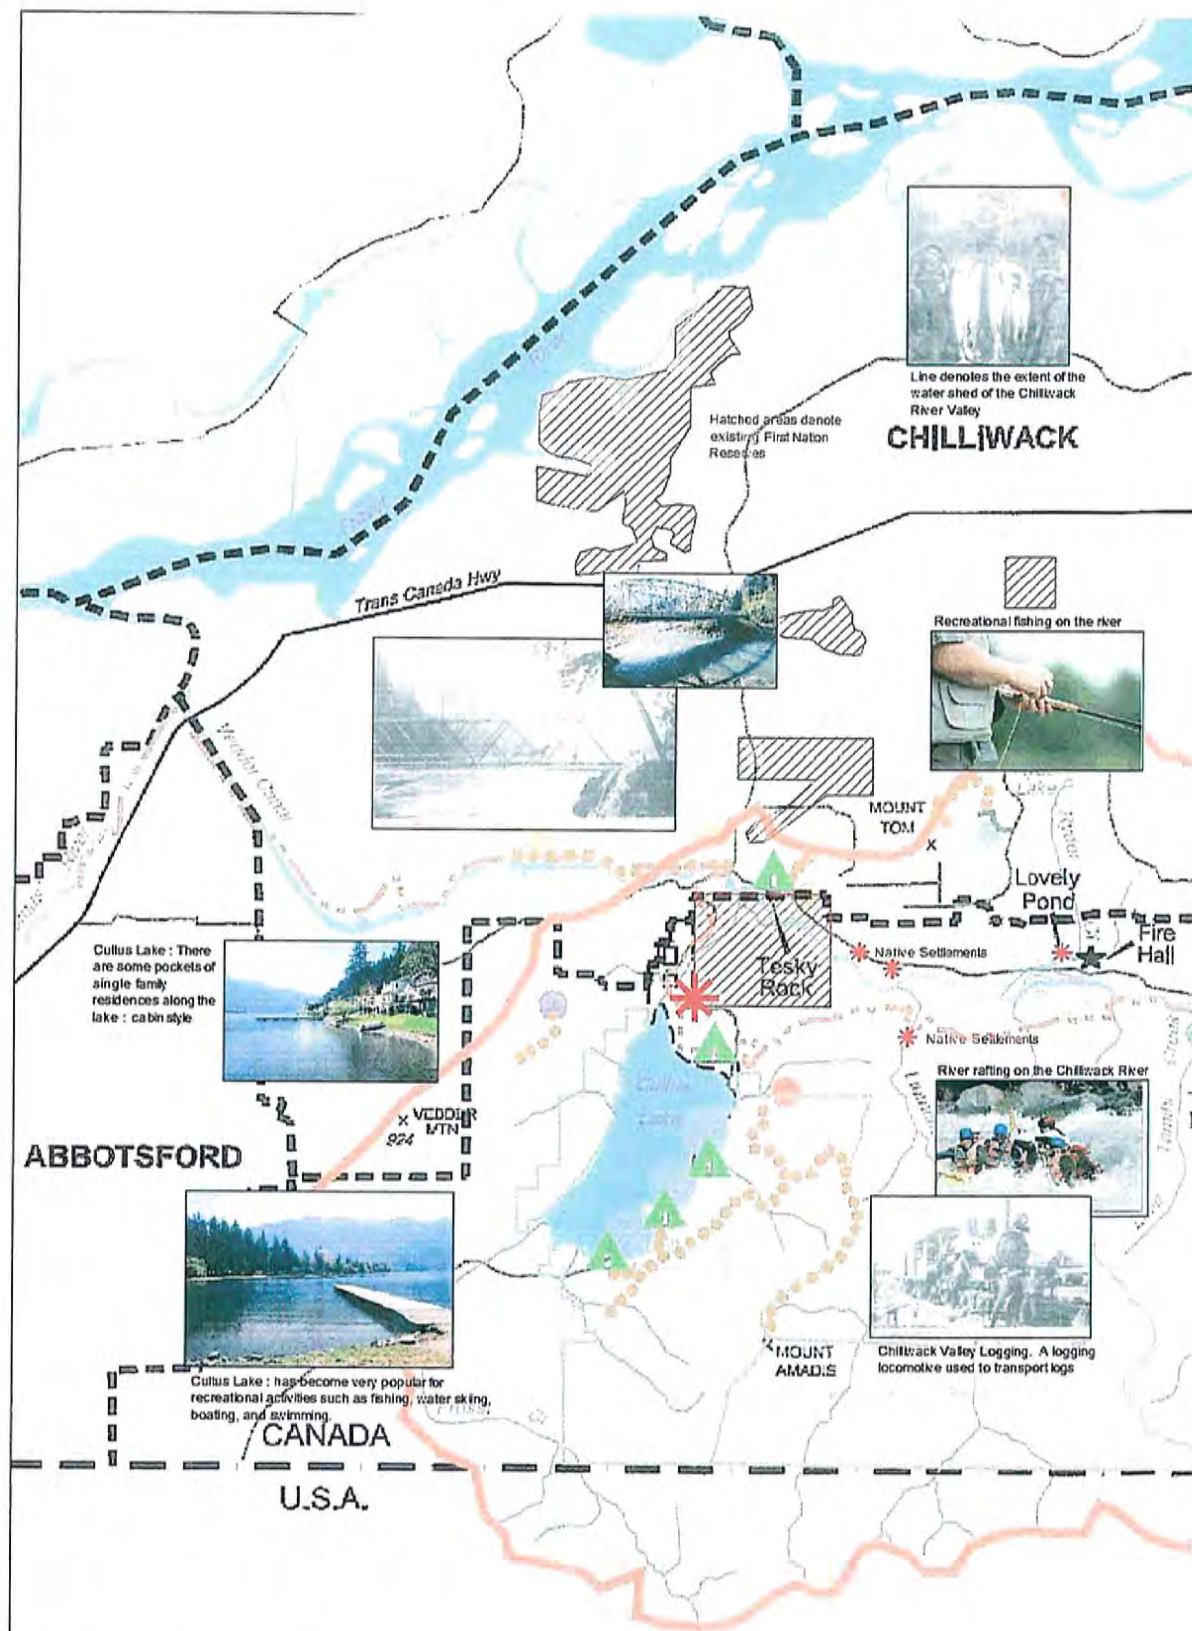 Line denotes the extent of the
water shed of the Chilliwack
River Valley
CHILLIWACK
Hatched areas denote
existing First Nation
Reserves
Trans Canada Hwy
Recreational fishing on the river
Vedder Canal
MOUNT
TOM
Lovely
Pond
Fire
Hall
Native Settlements
Tesky
Rock
Cullus Lake : There
are some pockets of
single family
residences along the
lake : cabin style
Native Settlements
River rafting on the Chilliwack River
Cultus
Lake
VEDDER
MTN
924
ABBOTSFORD
MOUNT
AMADIS
Chilliwack Valley Logging. A logging
locomotive used to transport logs
Cultus Lake : has become very popular for
recreational activities such as fishing, water skiing,
boating, and swimming.
CANADA
U.S.A.